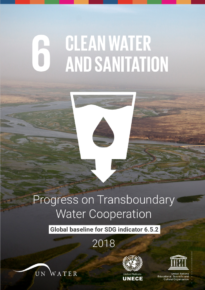 6 CLEAN WATER
AND SANITATION
Progress on Transboundary
Water Cooperation
Global baseline for SDG indicator 6.5.2
2018
UN WATER
UNECE